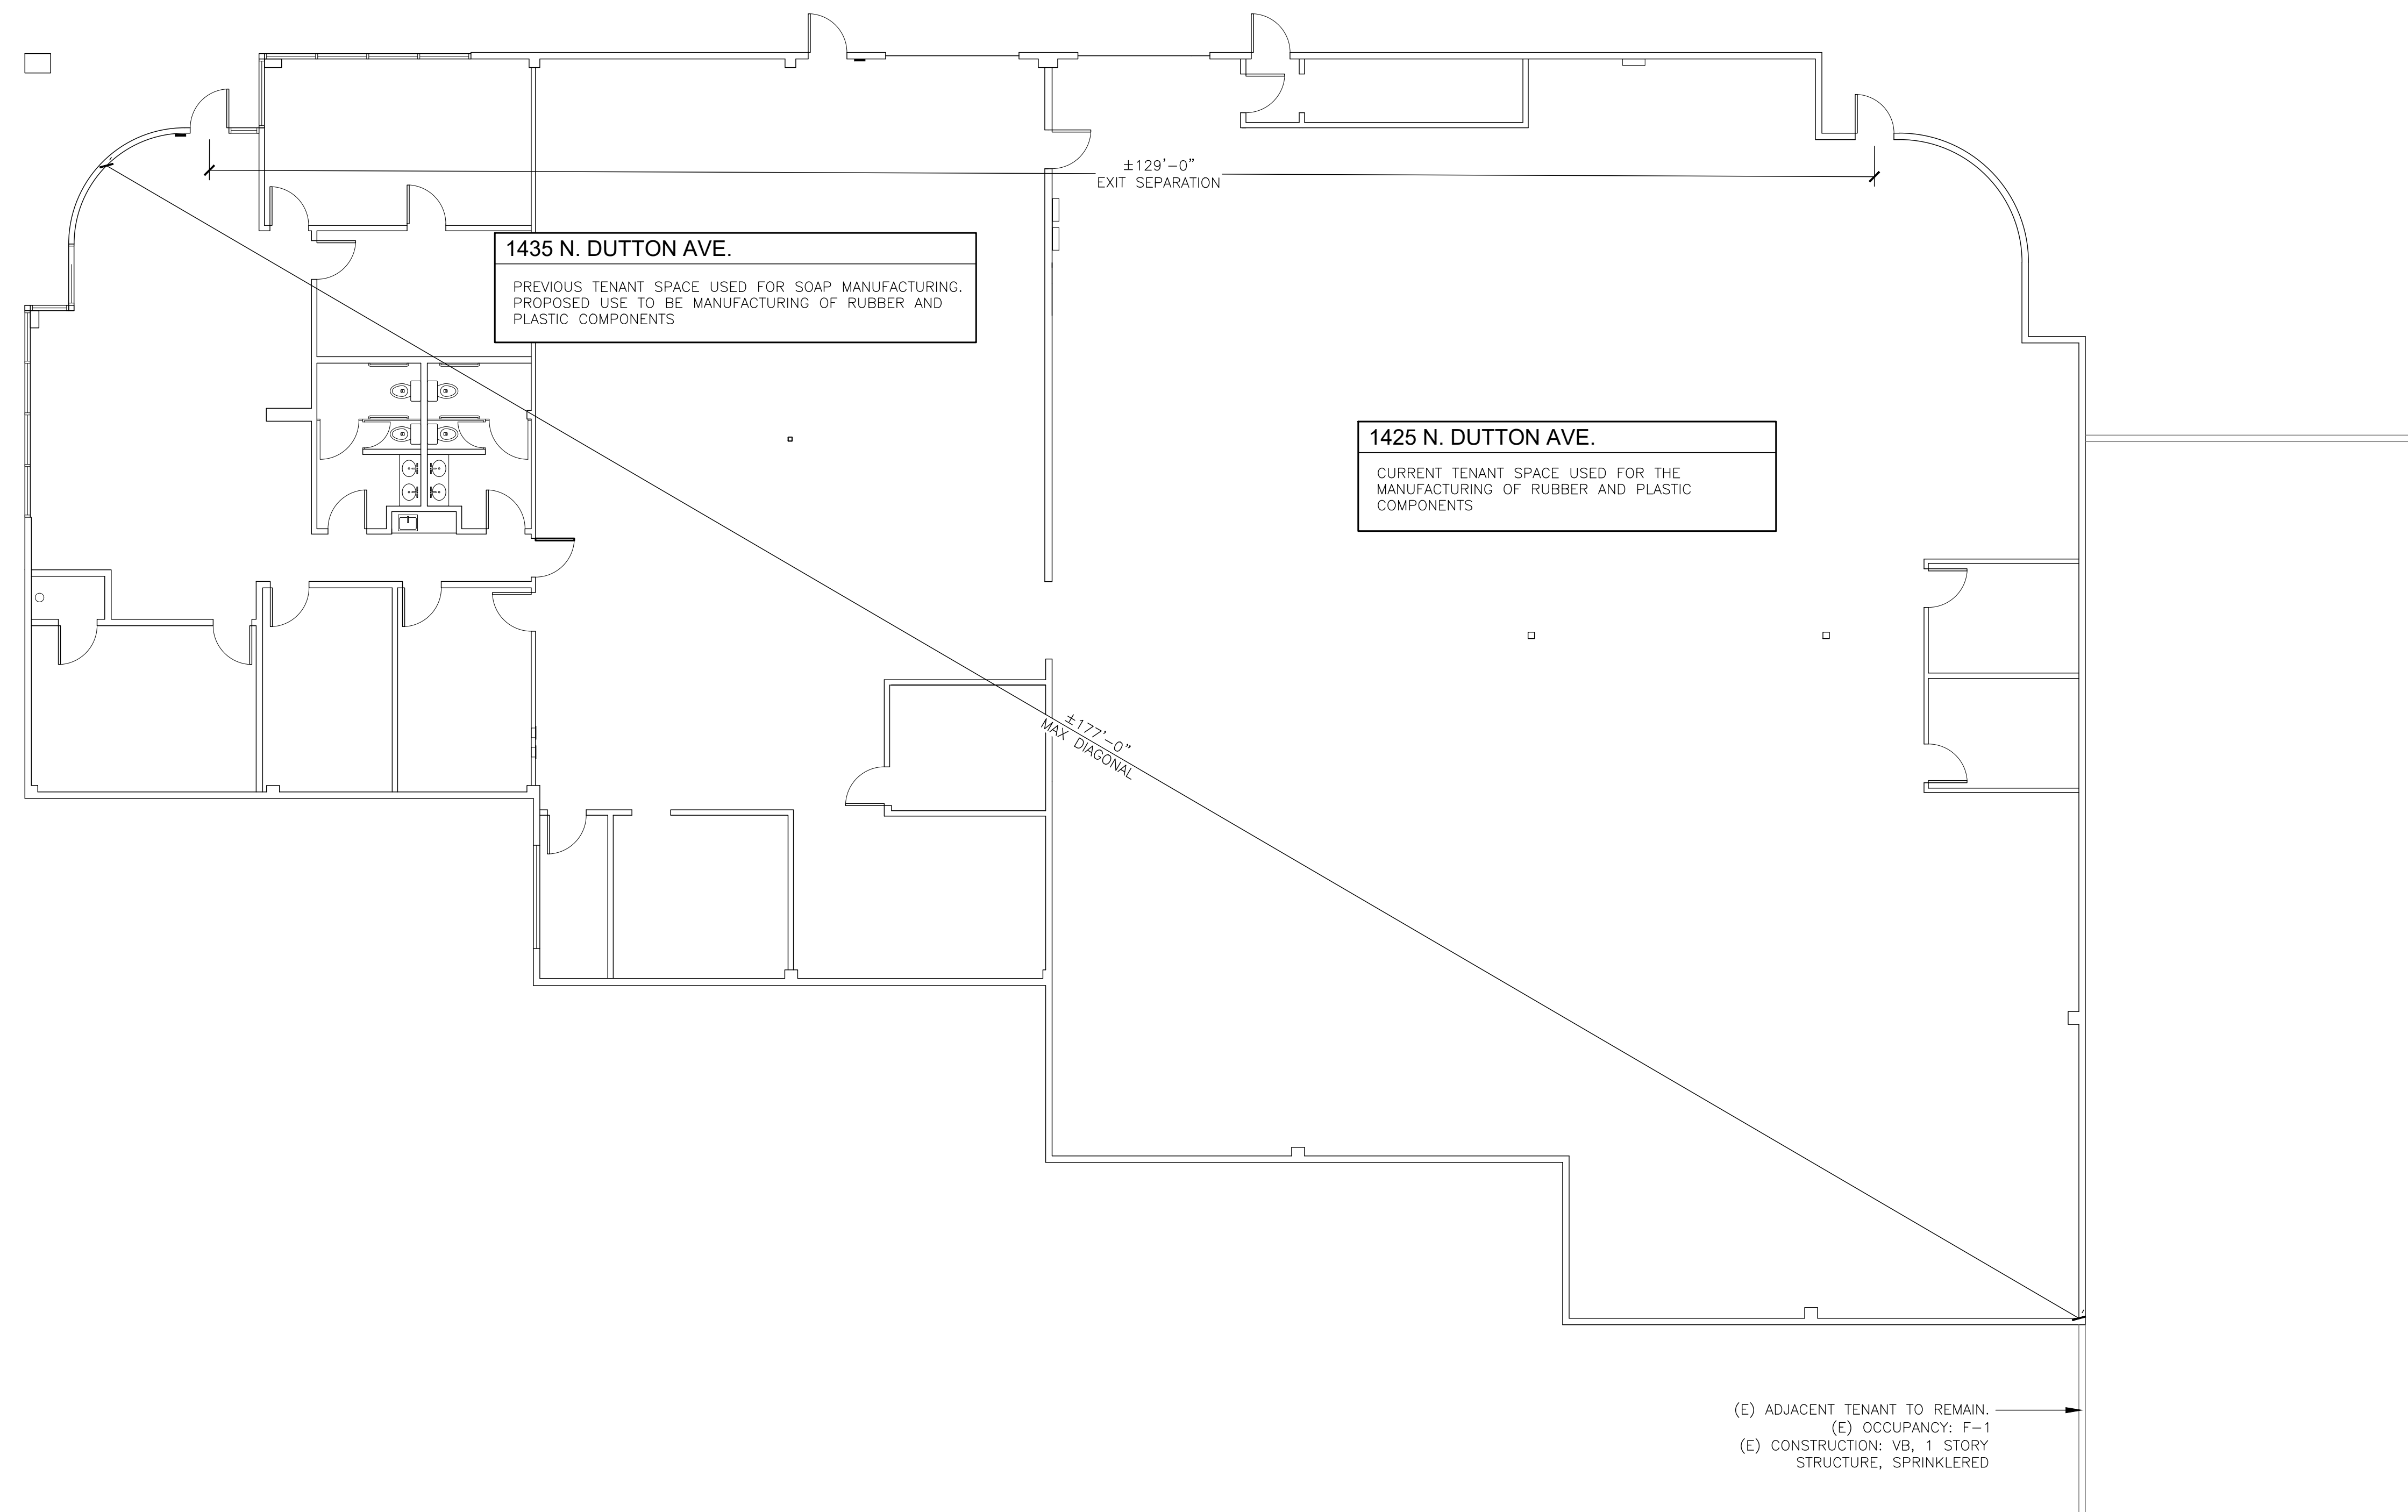 ±129'-0"
EXIT SEPARATION
1435 N. DUTTON AVE.
PREVIOUS TENANT SPACE USED FOR SOAP MANUFACTURING.
PROPOSED USE TO BE MANUFACTURING OF RUBBER AND
PLASTIC COMPONENTS
1425 N. DUTTON AVE.
CURRENT TENANT SPACE USED FOR THE
MANUFACTURING OF RUBBER AND PLASTIC
COMPONENTS
±177'-0"
MAX DIAGONAL
(E) ADJACENT TENANT TO REMAIN.
(E) OCCUPANCY: F-1
(E) CONSTRUCTION: VB, 1 STORY
STRUCTURE, SPRINKLERED